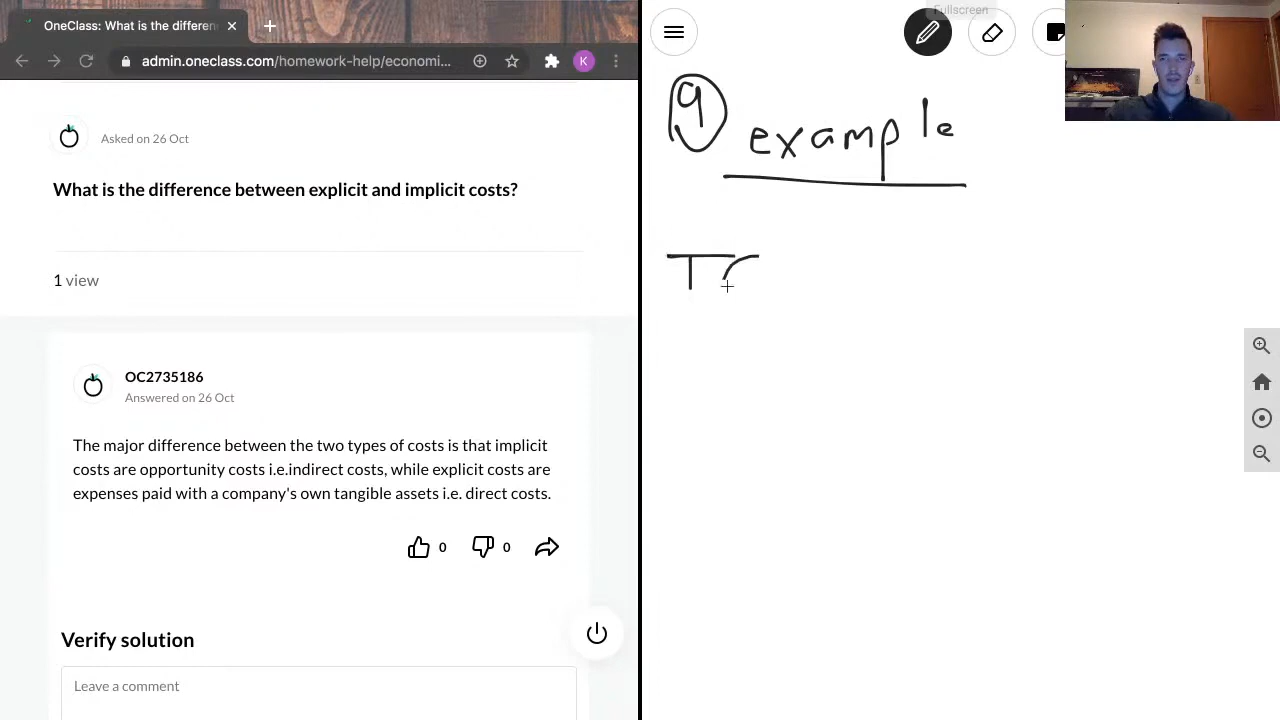 OneClass: What is the differen
admin.oneclass.com/homework-help/economi...
K
Asked on 26 Oct
What is the difference between explicit and implicit costs?
1 view
OC2735186
Answered on 26 Oct
The major difference between the two types of costs is that implicit
costs are opportunity costs i.e.indirect costs, while explicit costs are
expenses paid with a company's own tangible assets i.e. direct costs.
0
0
Verify solution
Leave a comment
Fullscreen
9
example